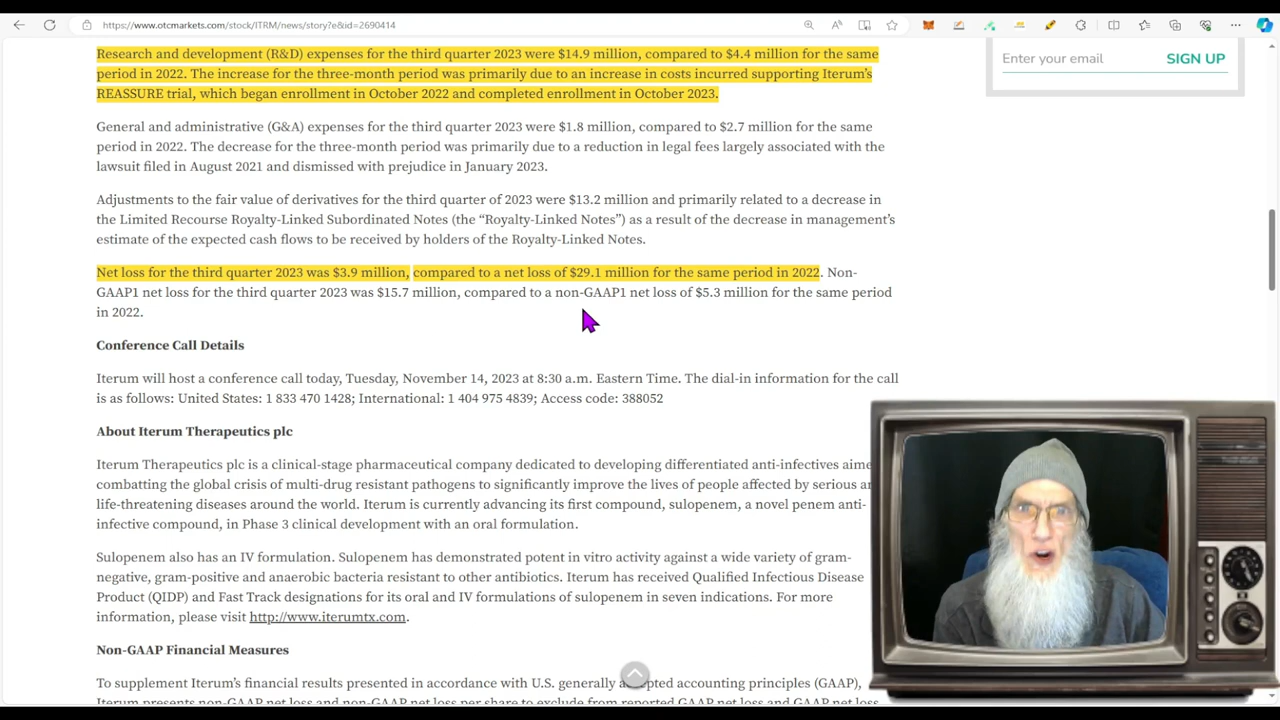 https://www.otcmarkets.com/stock/ITRM/news/story?e&id=2690414
Research and development (R&D) expenses for the third quarter 2023 were $14.9 million, compared to $4.4 million for the same
period in 2022. The increase for the three-month period was primarily due to an increase in costs incurred supporting Iterum's
REASSURE trial, which began enrollment in October 2022 and completed enrollment in October 2023.
Enter your email
SIGN UP
General and administrative (G&A) expenses for the third quarter 2023 were $1.8 million, compared to $2.7 million for the same
period in 2022. The decrease for the three-month period was primarily due to a reduction in legal fees largely associated with the
lawsuit filed in August 2021 and dismissed with prejudice in January 2023.
Adjustments to the fair value of derivatives for the third quarter of 2023 were $13.2 million and primarily related to a decrease in
the Limited Recourse Royalty-Linked Subordinated Notes (the “Royalty-Linked Notes”) as a result of the decrease in management's
estimate of the expected cash flows to be received by holders of the Royalty-Linked Notes.
Net loss for the third quarter 2023 was $3.9 million, compared to a net loss of $29.1 million for the same period in 2022. Non-
GAAP1 net loss for the third quarter 2023 was $15.7 million, compared to a non-GAAP1 net loss of $5.3 million for the same period
in 2022.
Conference Call Details
Iterum will host a conference call today, Tuesday, November 14, 2023 at 8:30 a.m. Eastern Time. The dial-in information for the call
is as follows: United States: 1 833 470 1428; International: 1 404 975 4839; Access code: 388052
About Iterum Therapeutics plc
Iterum Therapeutics plc is a clinical-stage pharmaceutical company dedicated to developing differentiated anti-infectives aime
combatting the global crisis of multi-drug resistant pathogens to significantly improve the lives of people affected by serious an
life-threatening diseases around the world. Iterum is currently advancing its first compound, sulopenem, a novel penem anti-
infective compound, in Phase 3 clinical development with an oral formulation.
Sulopenem also has an IV formulation. Sulopenem has demonstrated potent in vitro activity against a wide variety of gram-
negative, gram-positive and anaerobic bacteria resistant to other antibiotics. Iterum has received Qualified Infectious Disease
Product (QIDP) and Fast Track designations for its oral and IV formulations of sulopenem in seven indications. For more
information, please visit http://www.iterumtx.com.
Non-GAAP Financial Measures
To supplement Iterum's financial results presented in accordance with U.S. generally accepted accounting principles (GAAP),
Iterum presents non-GAAP net loss and non-GAAP net loss per share to exclude from reported GAAP net loss and GAAP net loss